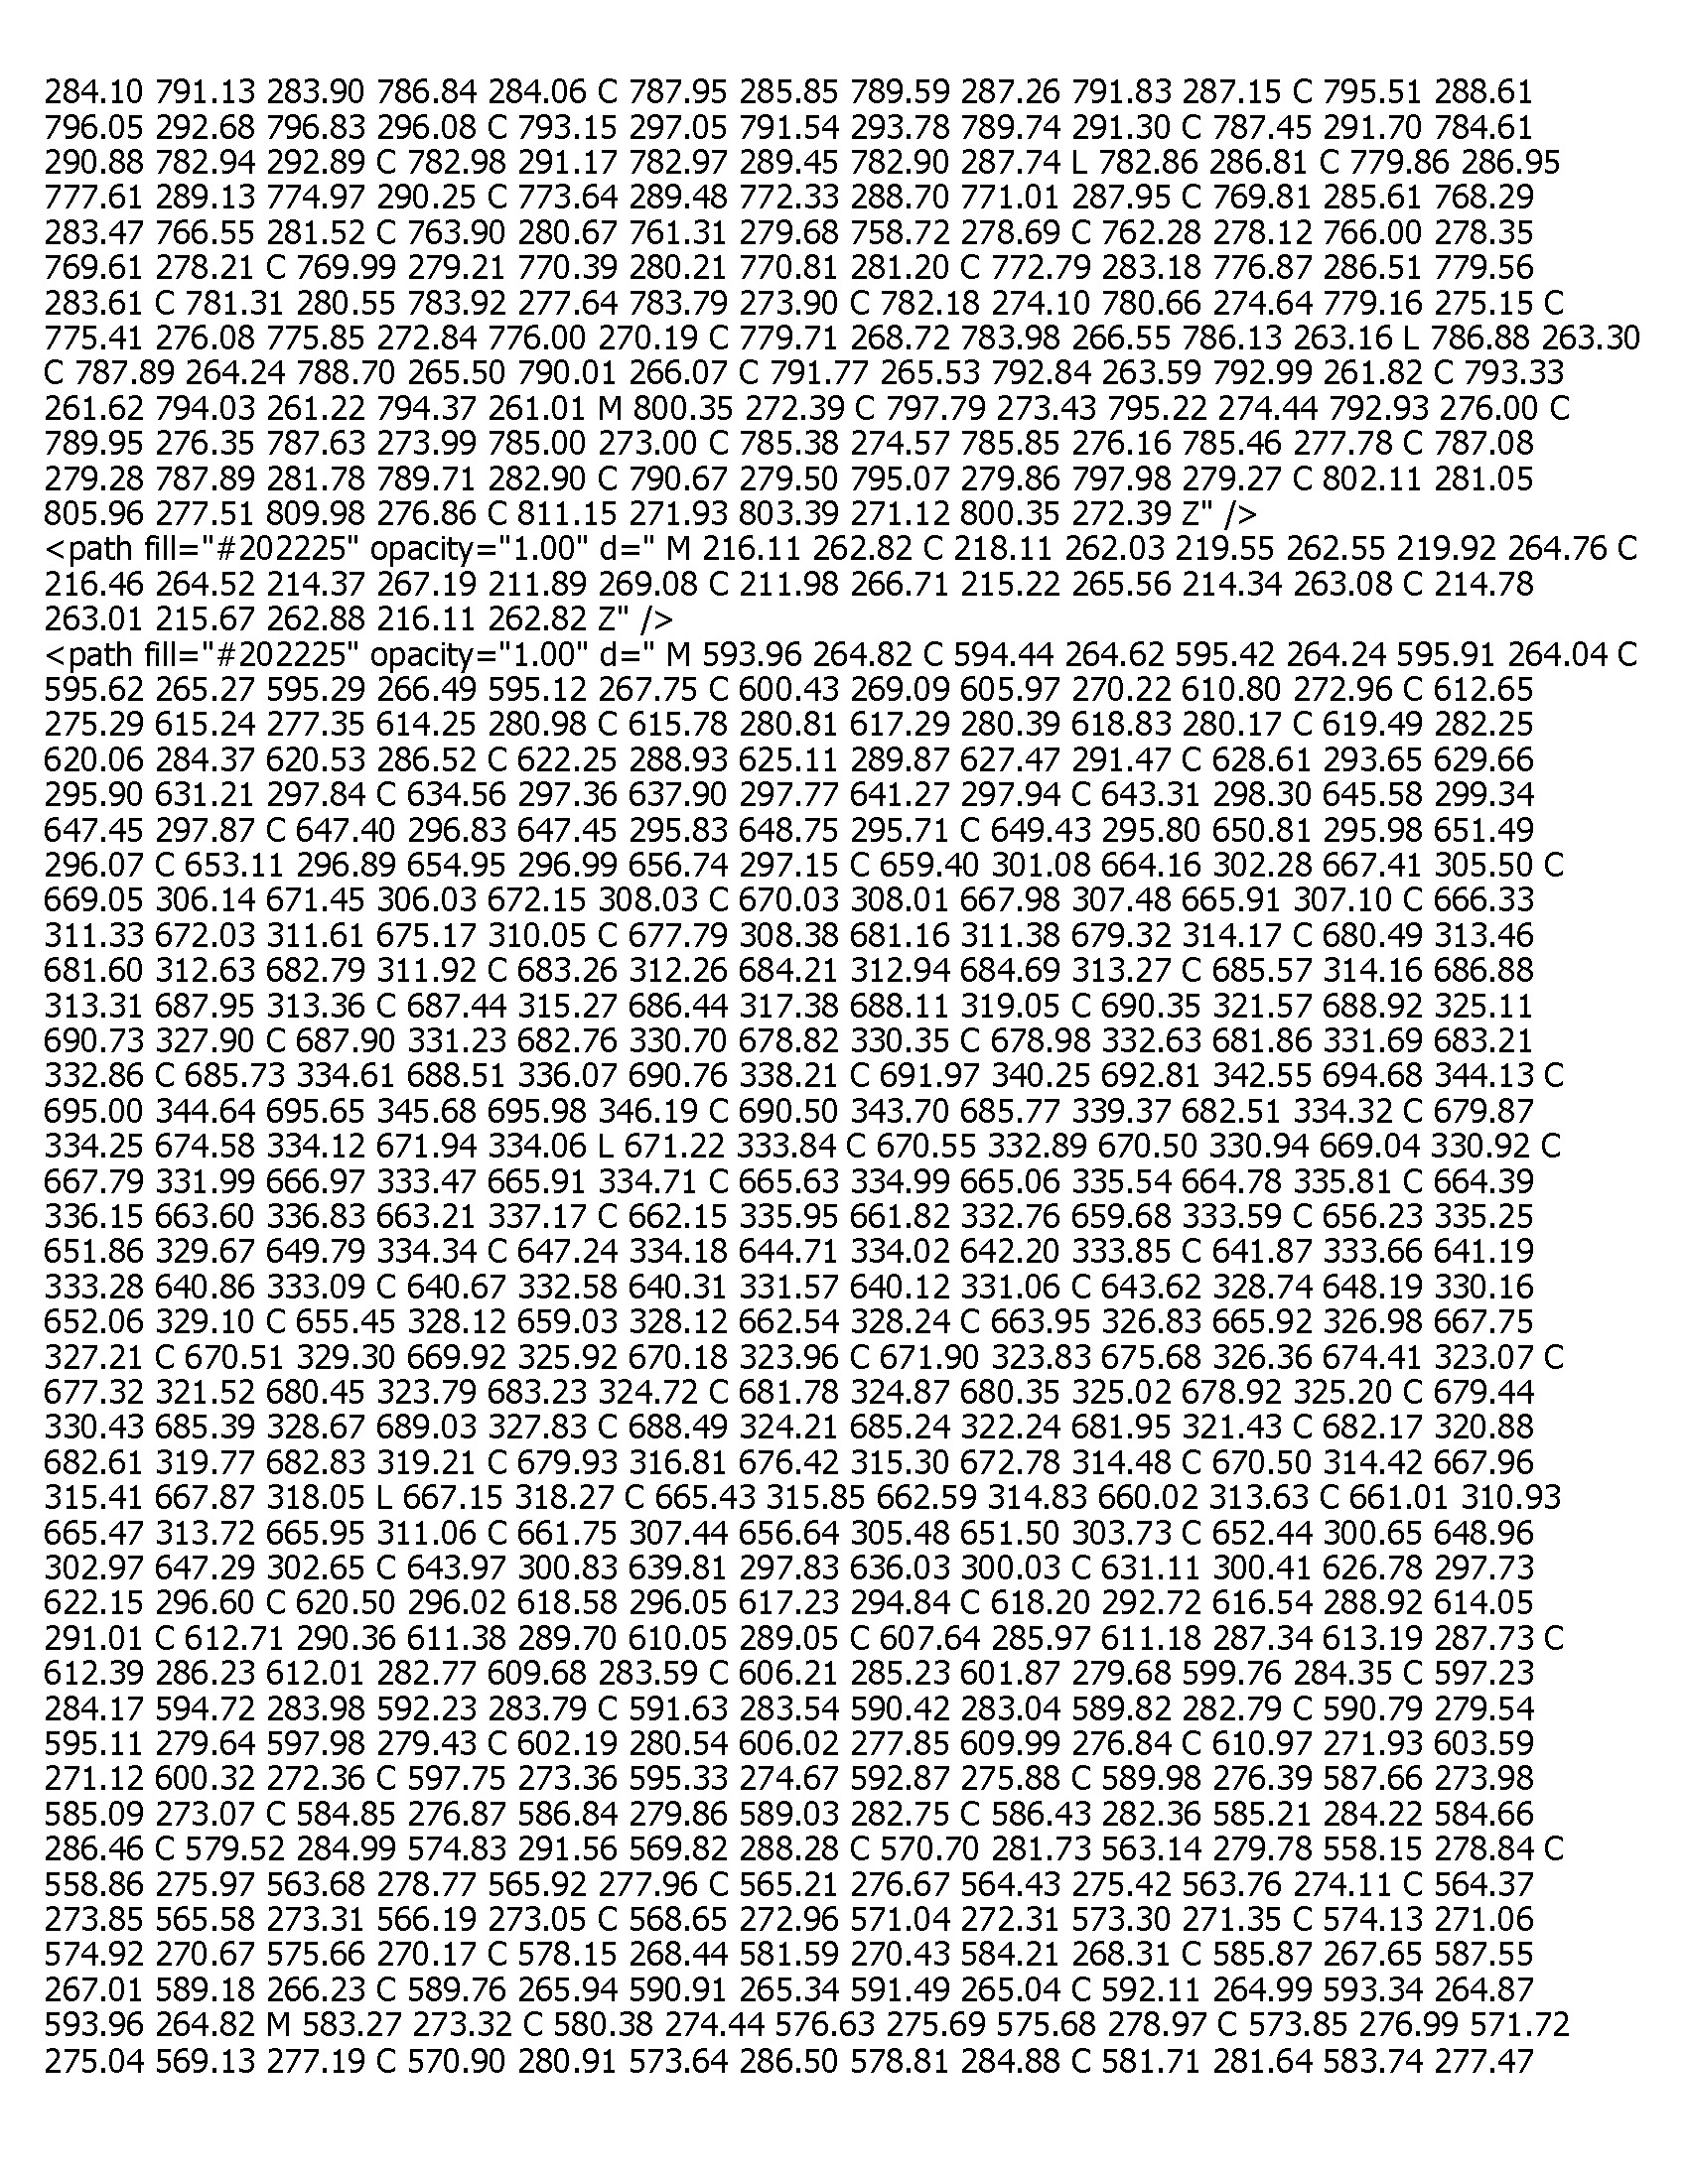 284.10 791.13 283.90 786.84 284.06 C 787.95 285.85 789.59 287.26 791.83 287.15 C 795.51 288.61
796.05 292.68 796.83 296.08 C 793.15 297.05 791.54 293.78 789.74 291.30 C 787.45 291.70 784.61
290.88 782.94 292.89 C 782.98 291.17 782.97 289.45 782.90 287.74 L 782.86 286.81 C 779.86 286.95
777.61 289.13 774.97 290.25 C 773.64 289.48 772.33 288.70 771.01 287.95 C 769.81 285.61 768.29
283.47 766.55 281.52 C 763.90 280.67 761.31 279.68 758.72 278.69 C 762.28 278.12 766.00 278.35
769.61 278.21 C 769.99 279.21 770.39 280.21 770.81 281.20 C 772.79 283.18 776.87 286.51 779.56
283.61 C 781.31 280.55 783.92 277.64 783.79 273.90 C 782.18 274.10 780.66 274.64 779.16 275.15 C
775.41 276.08 775.85 272.84 776.00 270.19 C 779.71 268.72 783.98 266.55 786.13 263.16 L 786.88 263.30
C 787.89 264.24 788.70 265.50 790.01 266.07 C 791.77 265.53 792.84 263.59 792.99 261.82 C 793.33
261.62 794.03 261.22 794.37 261.01 M 800.35 272.39 C 797.79 273.43 795.22 274.44 792.93 276.00 C
789.95 276.35 787.63 273.99 785.00 273.00 C 785.38 274.57 785.85 276.16 785.46 277.78 C 787.08
279.28 787.89 281.78 789.71 282.90 C 790.67 279.50 795.07 279.86 797.98 279.27 C 802.11 281.05
805.96 277.51 809.98 276.86 C 811.15 271.93 803.39 271.12 800.35 272.39 Z" />
<path fill="#202225" opacity="1.00" d=" M 216.11 262.82 C 218.11 262.03 219.55 262.55 219.92 264.76 C
216.46 264.52 214.37 267.19 211.89 269.08 C 211.98 266.71 215.22 265.56 214.34 263.08 C 214.78
263.01 215.67 262.88 216.11 262.82 Z" />
<path fill="#202225" opacity="1.00" d=" M 593.96 264.82 C 594.44 264.62 595.42 264.24 595.91 264.04 C
595.62 265.27 595.29 266.49 595.12 267.75 C 600.43 269.09 605.97 270.22 610.80 272.96 C 612.65
275.29 615.24 277.35 614.25 280.98 C 615.78 280.81 617.29 280.39 618.83 280.17 C 619.49 282.25
620.06 284.37 620.53 286.52 C 622.25 288.93 625.11 289.87 627.47 291.47 C 628.61 293.65 629.66
295.90 631.21 297.84 C 634.56 297.36 637.90 297.77 641.27 297.94 C 643.31 298.30 645.58 299.34
647.45 297.87 C 647.40 296.83 647.45 295.83 648.75 295.71 C 649.43 295.80 650.81 295.98 651.49
296.07 C 653.11 296.89 654.95 296.99 656.74 297.15 C 659.40 301.08 664.16 302.28 667.41 305.50 C
669.05 306.14 671.45 306.03 672.15 308.03 C 670.03 308.01 667.98 307.48 665.91 307.10 C 666.33
311.33 672.03 311.61 675.17 310.05 C 677.79 308.38 681.16 311.38 679.32 314.17 C 680.49 313.46
681.60 312.63 682.79 311.92 C 683.26 312.26 684.21 312.94 684.69 313.27 C 685.57 314.16 686.88
313.31 687.95 313.36 C 687.44 315.27 686.44 317.38 688.11 319.05 C 690.35 321.57 688.92 325.11
690.73 327.90 C 687.90 331.23 682.76 330.70 678.82 330.35 C 678.98 332.63 681.86 331.69 683.21
332.86 C 685.73 334.61 688.51 336.07 690.76 338.21 C 691.97 340.25 692.81 342.55 694.68 344.13 C
695.00 344.64 695.65 345.68 695.98 346.19 C 690.50 343.70 685.77 339.37 682.51 334.32 C 679.87
334.25 674.58 334.12 671.94 334.06 L 671.22 333.84 C 670.55 332.89 670.50 330.94 669.04 330.92 C
667.79 331.99 666.97 333.47 665.91 334.71 C 665.63 334.99 665.06 335.54 664.78 335.81 C 664.39
336.15 663.60 336.83 663.21 337.17 C 662.15 335.95 661.82 332.76 659.68 333.59 C 656.23 335.25
651.86 329.67 649.79 334.34 C 647.24 334.18 644.71 334.02 642.20 333.85 C 641.87 333.66 641.19
333.28 640.86 333.09 C 640.67 332.58 640.31 331.57 640.12 331.06 C 643.62 328.74 648.19 330.16
652.06 329.10 C 655.45 328.12 659.03 328.12 662.54 328.24 C 663.95 326.83 665.92 326.98 667.75
327.21 C 670.51 329.30 669.92 325.92 670.18 323.96 C 671.90 323.83 675.68 326.36 674.41 323.07 C
677.32 321.52 680.45 323.79 683.23 324.72 C 681.78 324.87 680.35 325.02 678.92 325.20 C 679.44
330.43 685.39 328.67 689.03 327.83 C 688.49 324.21 685.24 322.24 681.95 321.43 C 682.17 320.88
682.61 319.77 682.83 319.21 C 679.93 316.81 676.42 315.30 672.78 314.48 C 670.50 314.42 667.96
315.41 667.87 318.05 L 667.15 318.27 C 665.43 315.85 662.59 314.83 660.02 313.63 C 661.01 310.93
665.47 313.72 665.95 311.06 C 661.75 307.44 656.64 305.48 651.50 303.73 C 652.44 300.65 648.96
302.97 647.29 302.65 C 643.97 300.83 639.81 297.83 636.03 300.03 C 631.11 300.41 626.78 297.73
622.15 296.60 C 620.50 296.02 618.58 296.05 617.23 294.84 C 618.20 292.72 616.54 288.92 614.05
291.01 C 612.71 290.36 611.38 289.70 610.05 289.05 C 607.64 285.97 611.18 287.34 613.19 287.73 C
612.39 286.23 612.01 282.77 609.68 283.59 C 606.21 285.23 601.87 279.68 599.76 284.35 C 597.23
284.17 594.72 283.98 592.23 283.79 C 591.63 283.54 590.42 283.04 589.82 282.79 C 590.79 279.54
595.11 279.64 597.98 279.43 C 602.19 280.54 606.02 277.85 609.99 276.84 C 610.97 271.93 603.59
271.12 600.32 272.36 C 597.75 273.36 595.33 274.67 592.87 275.88 C 589.98 276.39 587.66 273.98
585.09 273.07 C 584.85 276.87 586.84 279.86 589.03 282.75 C 586.43 282.36 585.21 284.22 584.66
286.46 C 579.52 284.99 574.83 291.56 569.82 288.28 C 570.70 281.73 563.14 279.78 558.15 278.84 C
558.86 275.97 563.68 278.77 565.92 277.96 C 565.21 276.67 564.43 275.42 563.76 274.11 C 564.37
273.85 565.58 273.31 566.19 273.05 C 568.65 272.96 571.04 272.31 573.30 271.35 C 574.13 271.06
574.92 270.67 575.66 270.17 C 578.15 268.44 581.59 270.43 584.21 268.31 C 585.87 267.65 587.55
267.01 589.18 266.23 C 589.76 265.94 590.91 265.34 591.49 265.04 C 592.11 264.99 593.34 264.87
593.96 264.82 M 583.27 273.32 C 580.38 274.44 576.63 275.69 575.68 278.97 C 573.85 276.99 571.72
275.04 569.13 277.19 C 570.90 280.91 573.64 286.50 578.81 284.88 C 581.71 281.64 583.74 277.47